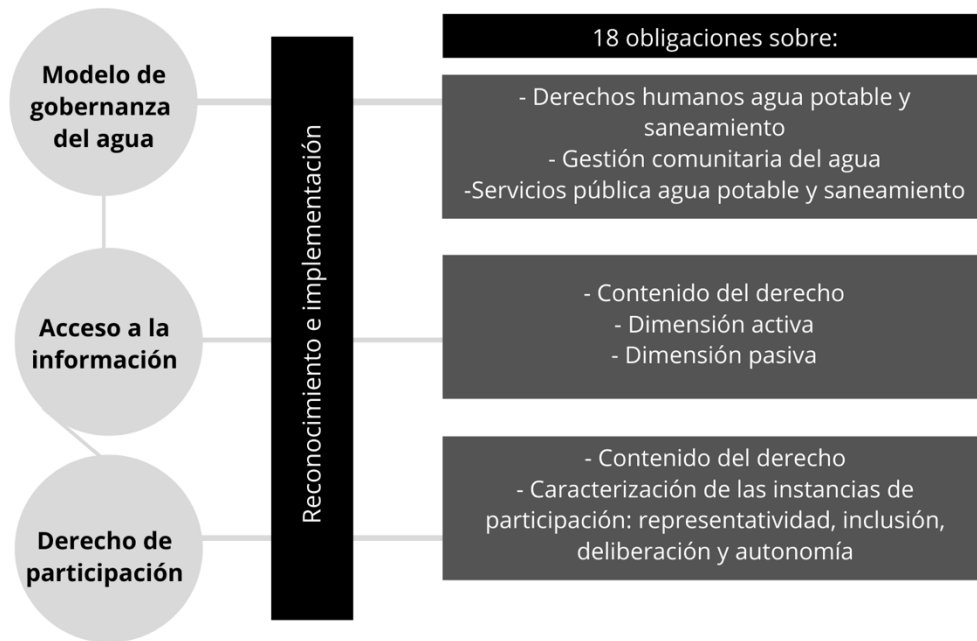 Modelo de
gobernanza
del agua
Acceso a la
información
Derecho de
participación
Reconocimiento e implementación
18 obligaciones sobre:
- Derechos humanos agua potable y
saneamiento
- Gestión comunitaria del agua
-Servicios pública agua potable y saneamiento
- Contenido del derecho
- Dimensión activa
- Dimensión pasiva
- Contenido del derecho
- Caracterización de las instancias de
participación: representatividad, inclusión,
deliberación y autonomía